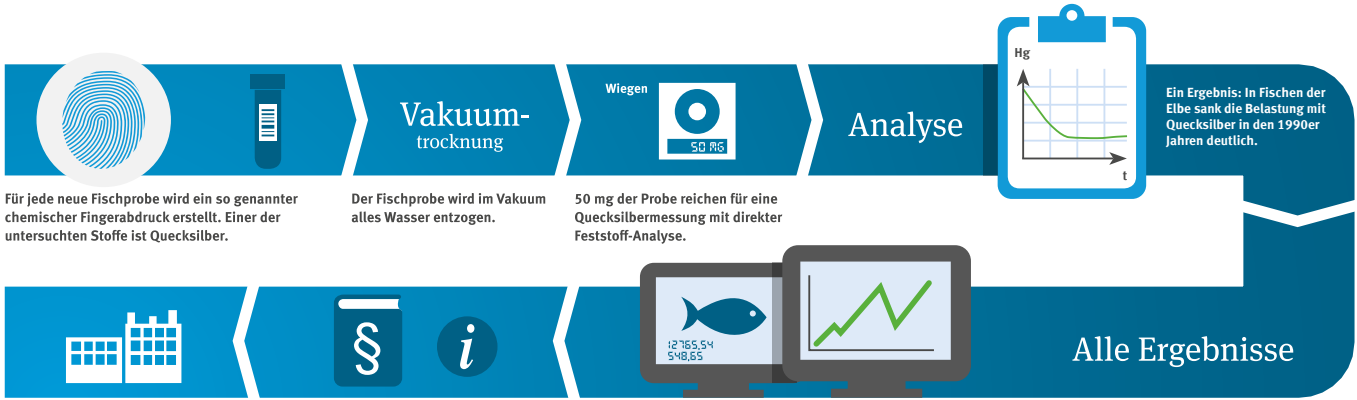 Für jede neue Fischprobe wird ein so genannter
chemischer Fingerabdruck erstellt. Einer der
untersuchten Stoffe ist Quecksilber.
Vakuum-
trocknung
Der Fischprobe wird im Vakuum
alles Wasser entzogen.
Wiegen
50 MG
50 mg der Probe reichen für eine
Quecksilbermessung mit direkter
Feststoff-Analyse.
Analyse
Hg
t
Ein Ergebnis: In Fischen der
Elbe sank die Belastung mit
Quecksilber in den 1990er
Jahren deutlich.
Alle Ergebnisse
12765,54
548,65
§
i